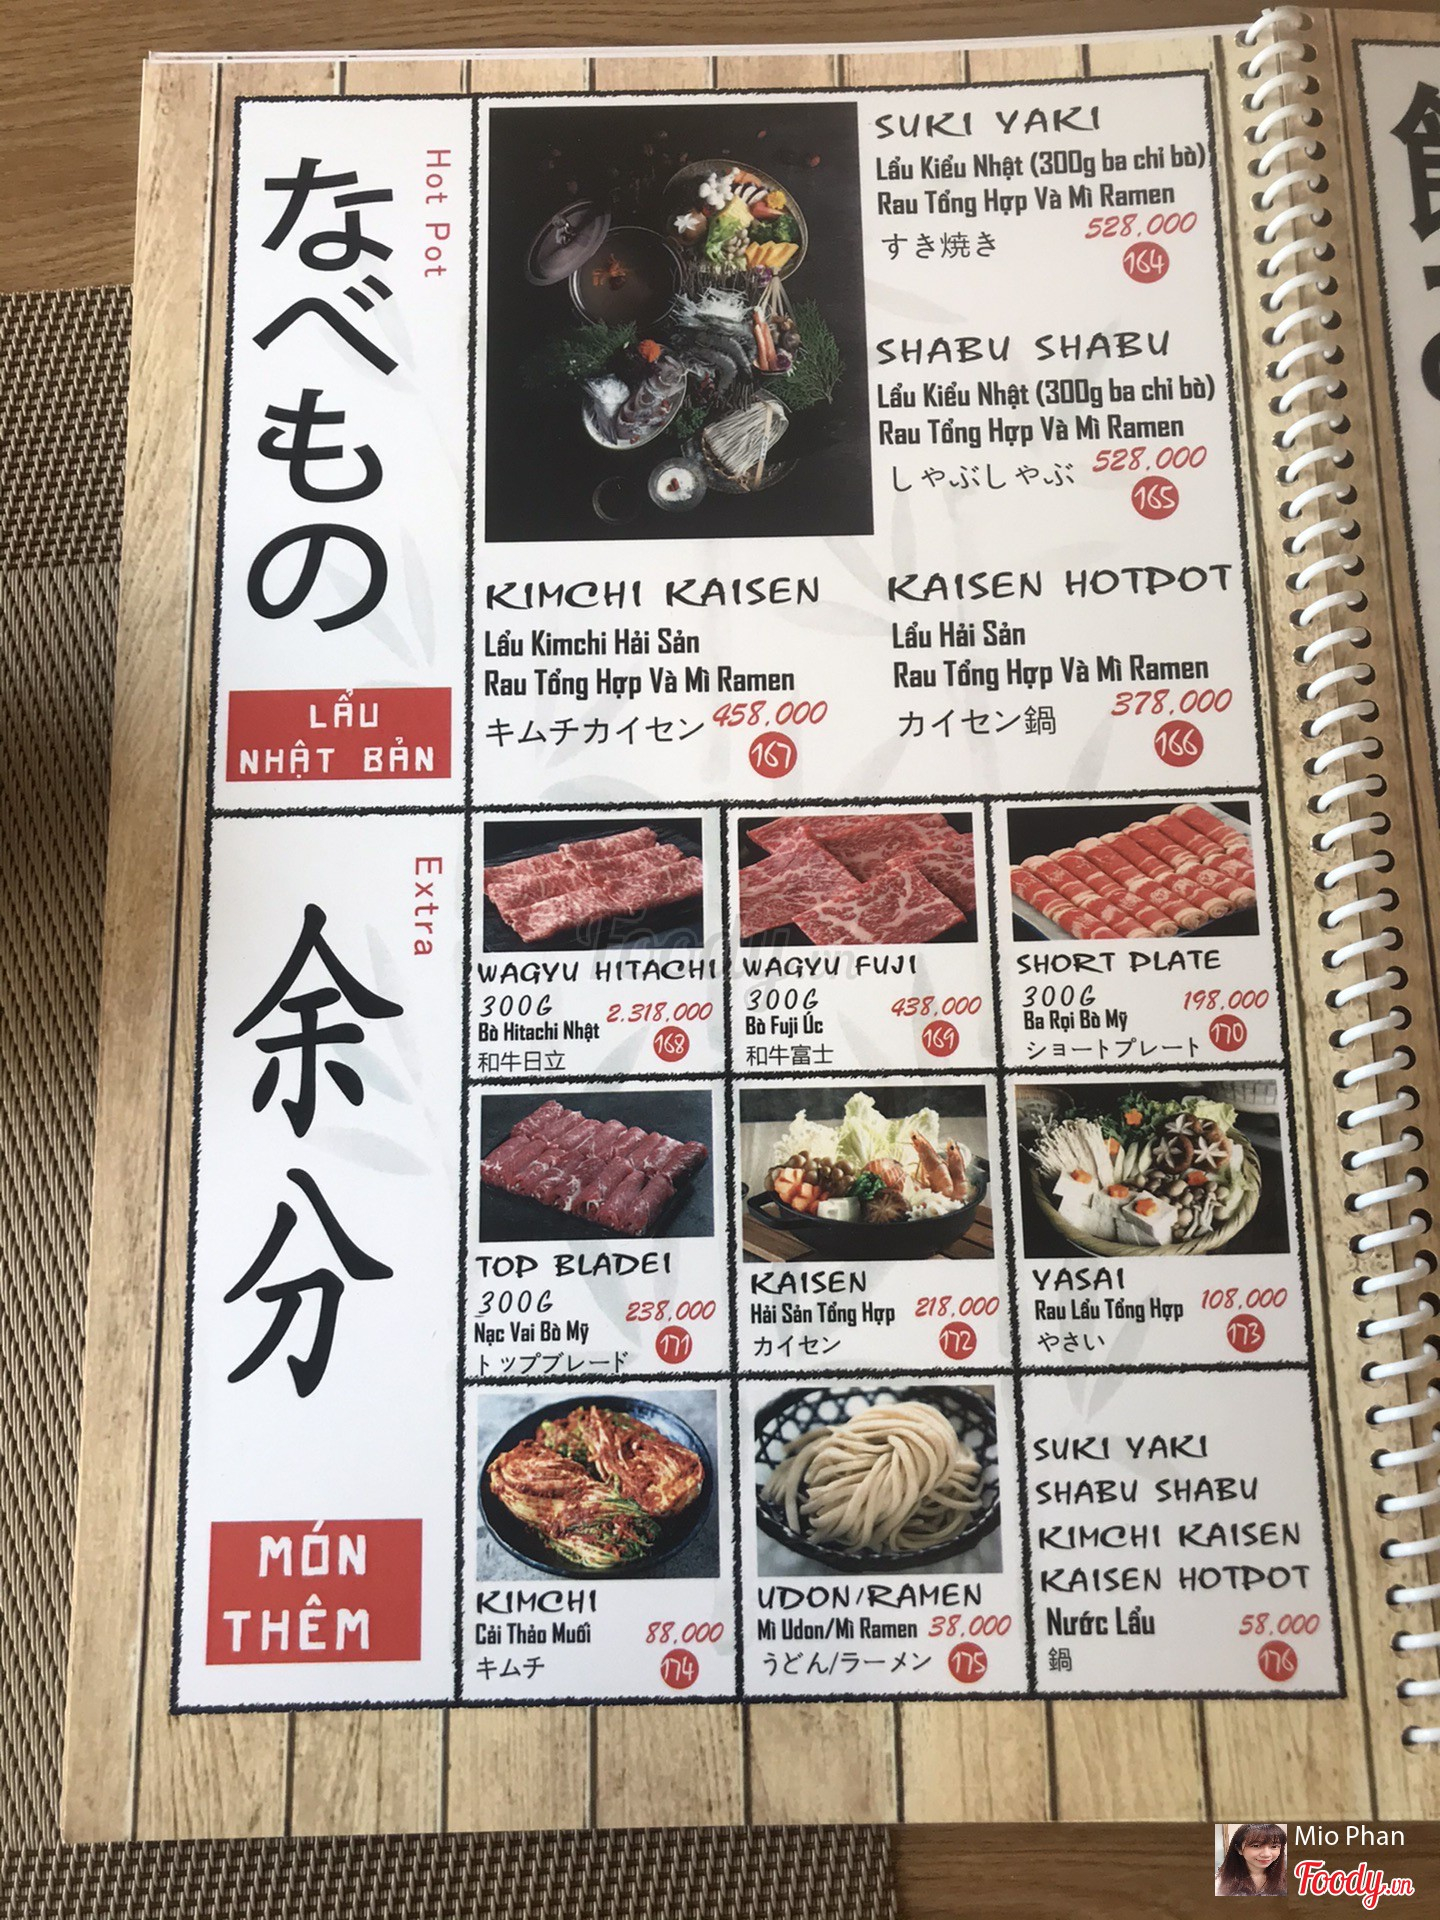 なべもの
Hot Pot
LẨU
NHẬT BẢN
SUKI YAKI
Lẩu Kiểu Nhật (300g ba chỉ bò)
Rau Tổng Hợp Và Mì Ramen
528.000
すき焼き
164
SHABU SHABU
Lẩu Kiểu Nhật (300g ba chỉ bò)
Rau Tổng Hợp Và Mì Ramen
528.000
しゃぶしゃぶ
165
KIMCHI KAISEN
Lẩu Kimchi Hải Sản
Rau Tổng Hợp Và Mì Ramen
キムチカイセン 458.000
167
KAISEN HOTPOT
Lẩu Hải Sản
Rau Tổng Hợp Và Mì Ramen
378.000
カイセン鍋
166
余分
Extra
MÓN
THÊM
WAGYU HITACHI
300G 2.318.000
Bò Hitachi Nhật
168
和牛日立
WAGYU FUJI
300G 438.000
Bò Fuji Úc
169
和牛富士
SHORT PLATE
300G 198.000
Ba Rọi Bò Mỹ
170
ショートプレート
TOP BLADEI
300G 238.000
Nạc Vai Bò Mỹ
171
トップブレード
KAISEN
Hải Sản Tổng Hợp 218.000
カイセン 172
YASAI
Rau Lẩu Tổng Hợp 108.000
やさい 173
KIMCHI
Cải Thảo Muối 88.000
キムチ 174
UDON/RAMEN
Mì Udon/Mì Ramen 38.000
うどん/ラーメン 175
SUKI YAKI
SHABU SHABU
KIMCHI KAISEN
KAISEN HOTPOT
Nước Lẩu 58.000
鍋 176
Foody.vn
Mio Phan
Foody.vn